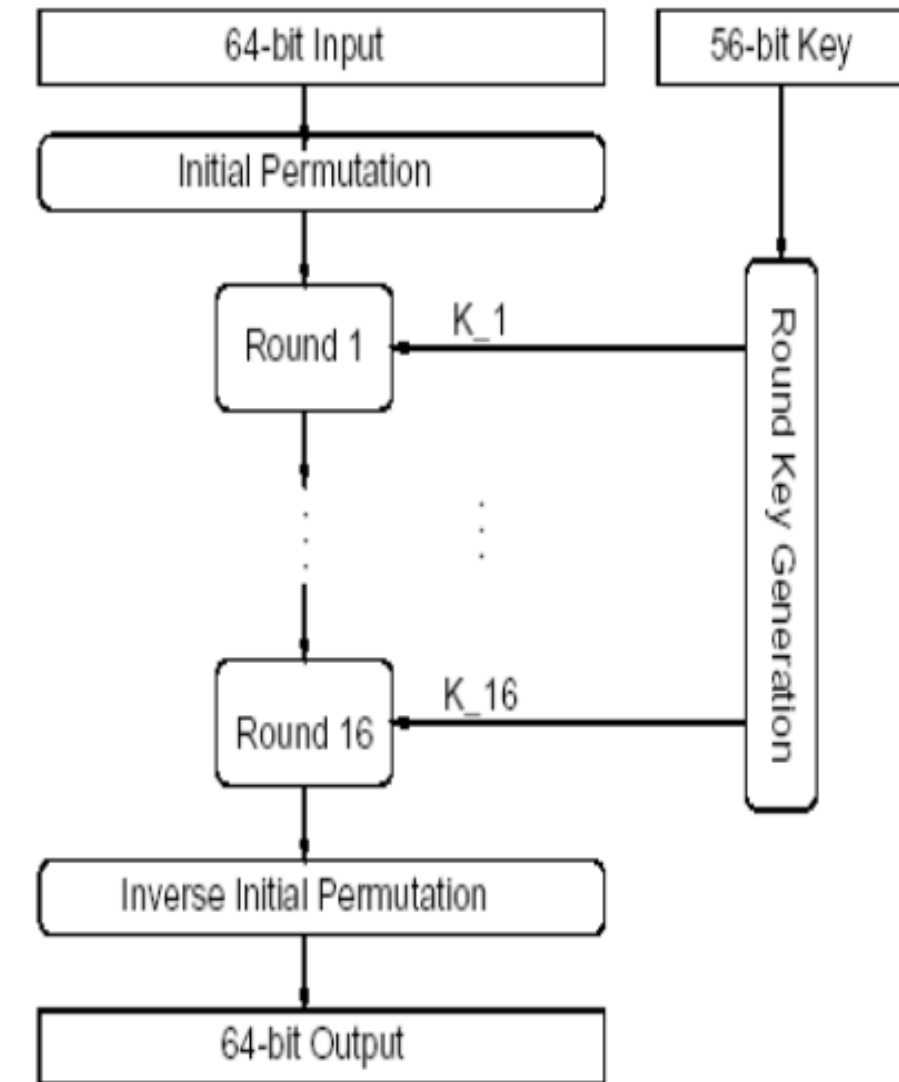 64-bit Input
56-bit Key
Initial Permutation
Round 1
K_1
Round Key Generation
Round 16
K_16
Inverse Initial Permutation
64-bit Output